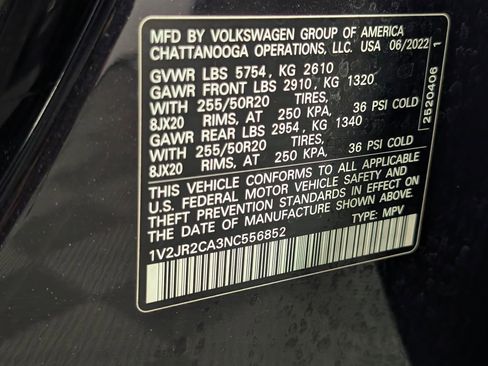 MFD BY VOLKSWAGEN GROUP OF AMERICA
CHATTANOOGA OPERATIONS, LLC. USA 06/2022
GVWR LBS 5754, KG 2610
GAWR FRONT LBS 2910, KG 1320
WITH 255/50R20 TIRES,
8JX20 RIMS, AT 250 KPA, 36 PSI COLD
GAWR REAR LBS 2954, KG 1340
WITH 255/50R20 TIRES,
8JX20 RIMS, AT 250 KPA, 36 PSI COLD
THIS VEHICLE CONFORMS TO ALL APPLICABLE
U.S. FEDERAL MOTOR VEHICLE SAFETY AND
THEFT PREVENTION STANDARDS IN EFFECT ON
THE DATE OF MANUFACTURE SHOWN ABOVE.
1V2JR2CA3NC556852 TYPE: MPV
2520406 1